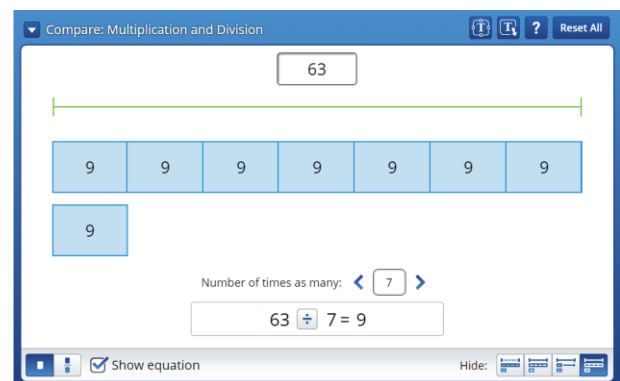 Compare: Multiplication and Division T T ? Reset All
63
9 9 9 9 9 9 9
9
Number of times as many: 7
63 ÷ 7 = 9
Show equation Hide: